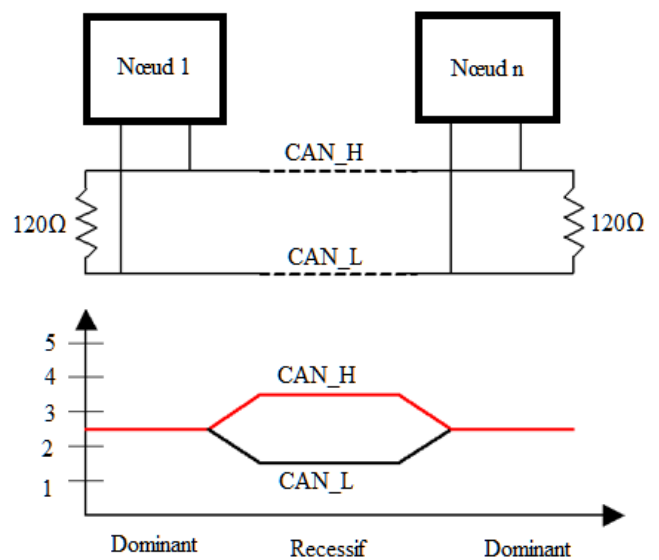 Nœud 1
Nœud n
CAN_H
120Ω
120Ω
CAN_L
5
4
CAN_H
3
2
CAN_L
1
Dominant
Recessif
Dominant